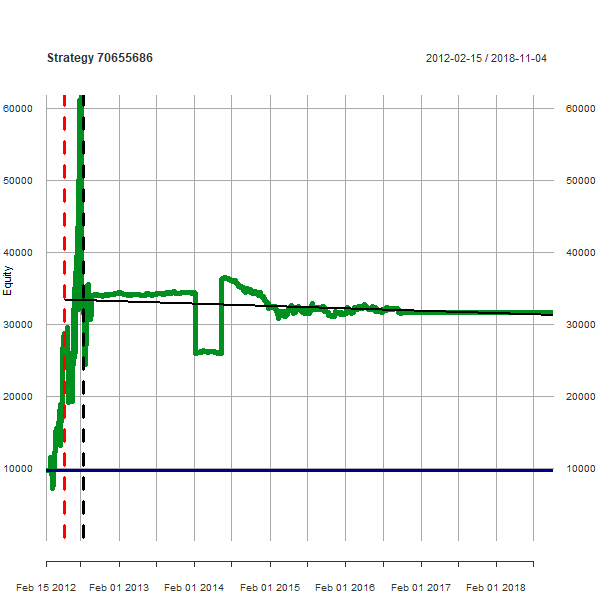 Strategy 70655686
2012-02-15 / 2018-11-04
60000
60000
50000
50000
40000
40000
Equity
30000
30000
20000
20000
10000
10000
Feb 15 2012
Feb 01 2013
Feb 01 2014
Feb 01 2015
Feb 01 2016
Feb 01 2017
Feb 01 2018